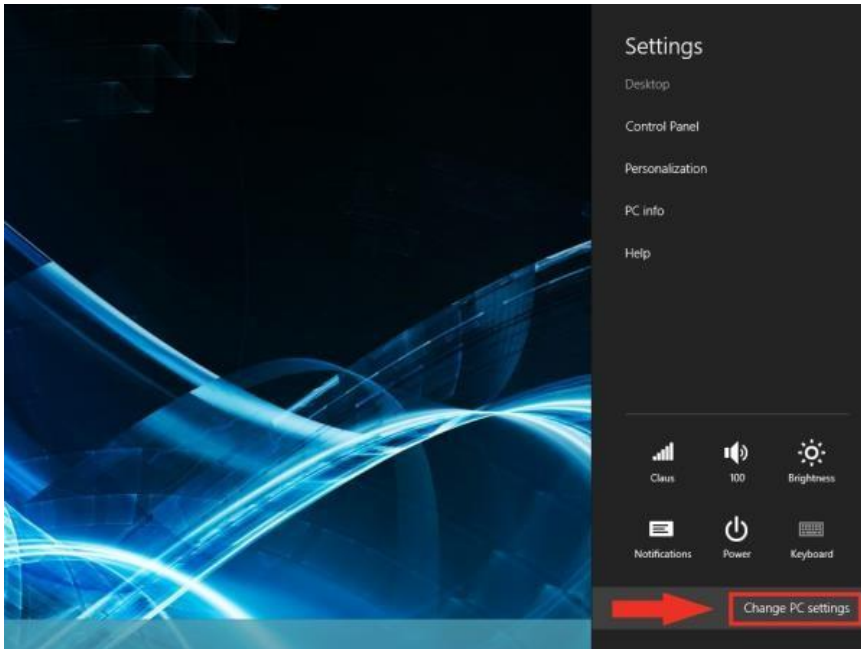 Settings
Desktop
Control Panel
Personalization
PC info
Help
Claus 100 Brightness
Notifications Power Keyboard
Change PC settings